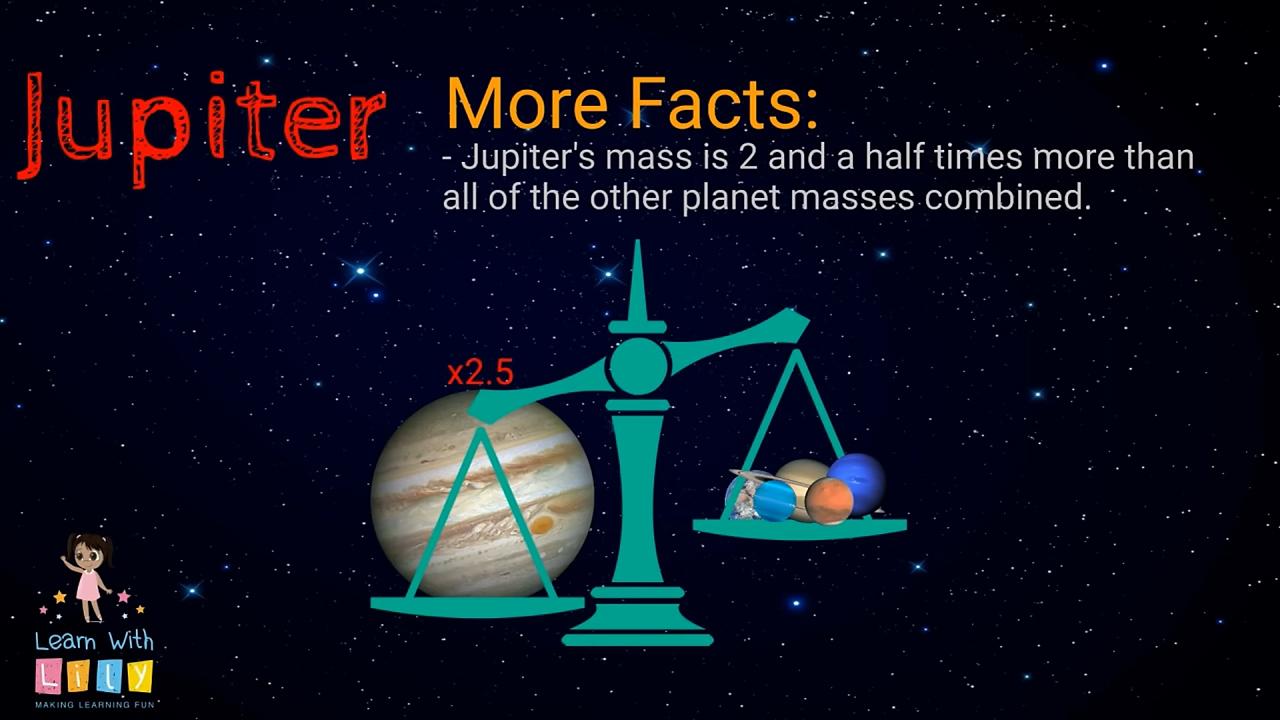 Jupiter
More Facts:
- Jupiter's mass is 2 and a half times more than
all of the other planet masses combined.
x2.5
Learn With
Lily
MAKING LEARNING FUN